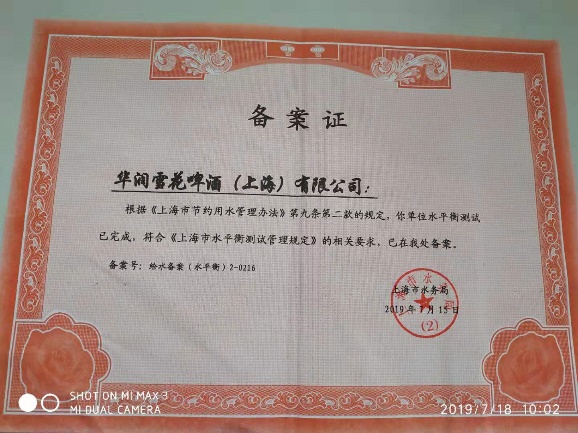 备案证
华润雪花啤酒（上海）有限公司：
根据《上海市节约用水管理办法》第九条第二款的规定，你单位水平衡测试
已完成，符合《上海市水平衡测试管理规定》的相关要求，已在我处备案。
备案号：给水备案（水平衡）2-0216
上海市水务局
2019年7月15日
(2)
SHOT ON MI MAX 3
MI DUAL CAMERA
2019/7/18 10:02